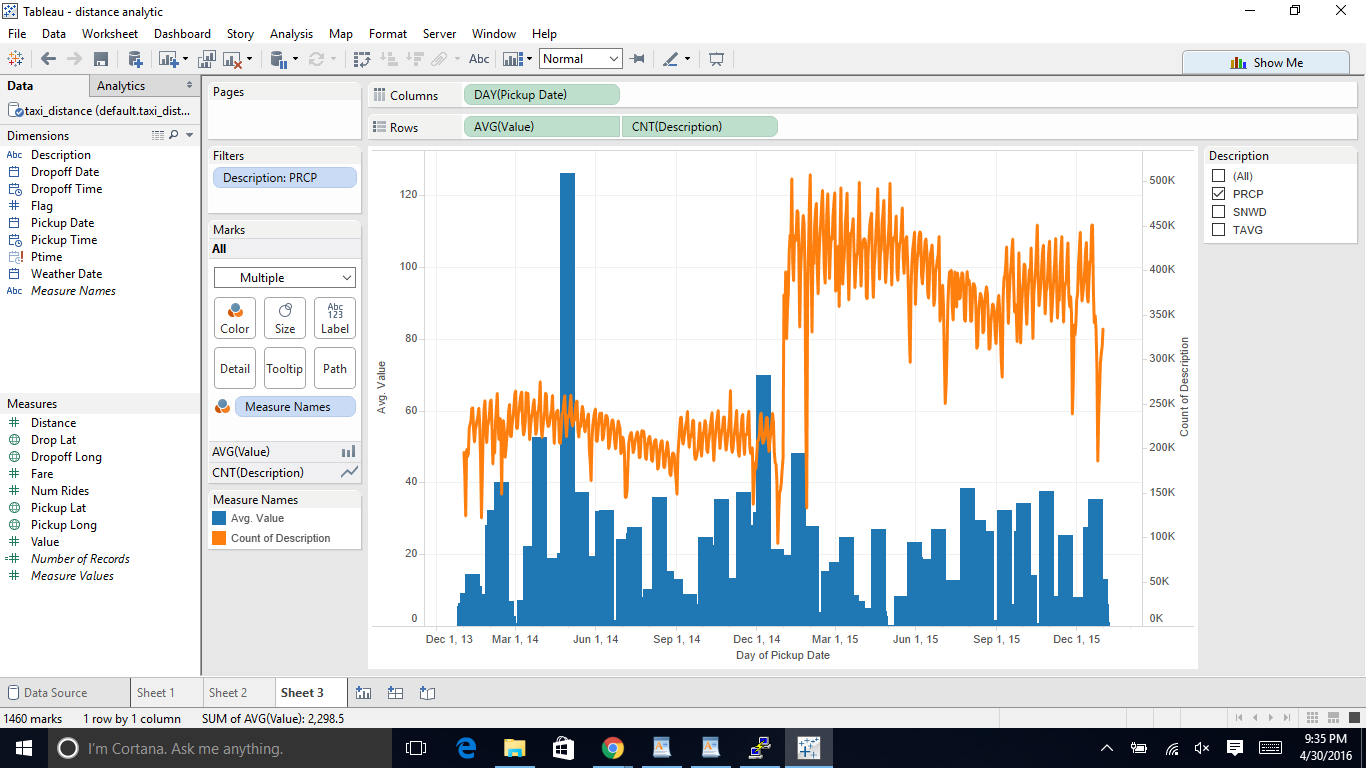 Tableau - distance analytic
File Data Worksheet Dashboard Story Analysis Map Format Server Window Help
Abc Normal
Show Me
Data Analytics
taxi_distance (default.taxi_dist...
Dimensions
Abc Description
Dropoff Date
Dropoff Time
Flag
Pickup Date
Pickup Time
Ptime
Weather Date
Abc Measure Names
Measures
Distance
Drop Lat
Dropoff Long
Fare
Num Rides
Pickup Lat
Pickup Long
Value
Number of Records
Measure Values
Pages
Filters
Description: PRCP
Marks
All
Multiple
Abc
123
Color Size Label
Detail Tooltip Path
Measure Names
AVG(Value)
CNT(Description)
Measure Names
Avg. Value
Count of Description
Columns DAY(Pickup Date)
Rows AVG(Value) CNT(Description)
Avg. Value
120
100
80
60
40
20
0
500K
450K
400K
350K
300K
250K
200K
150K
100K
50K
0K
Count of Description
Dec 1, 13 Mar 1, 14 Jun 1, 14 Sep 1, 14 Dec 1, 14 Mar 1, 15 Jun 1, 15 Sep 1, 15 Dec 1, 15
Day of Pickup Date
Description
(All)
PRCP
SNWD
TAVG
Data Source Sheet 1 Sheet 2 Sheet 3
1460 marks 1 row by 1 column SUM of AVG(Value): 2,298.5
I'm Cortana. Ask me anything.
9:35 PM
4/30/2016